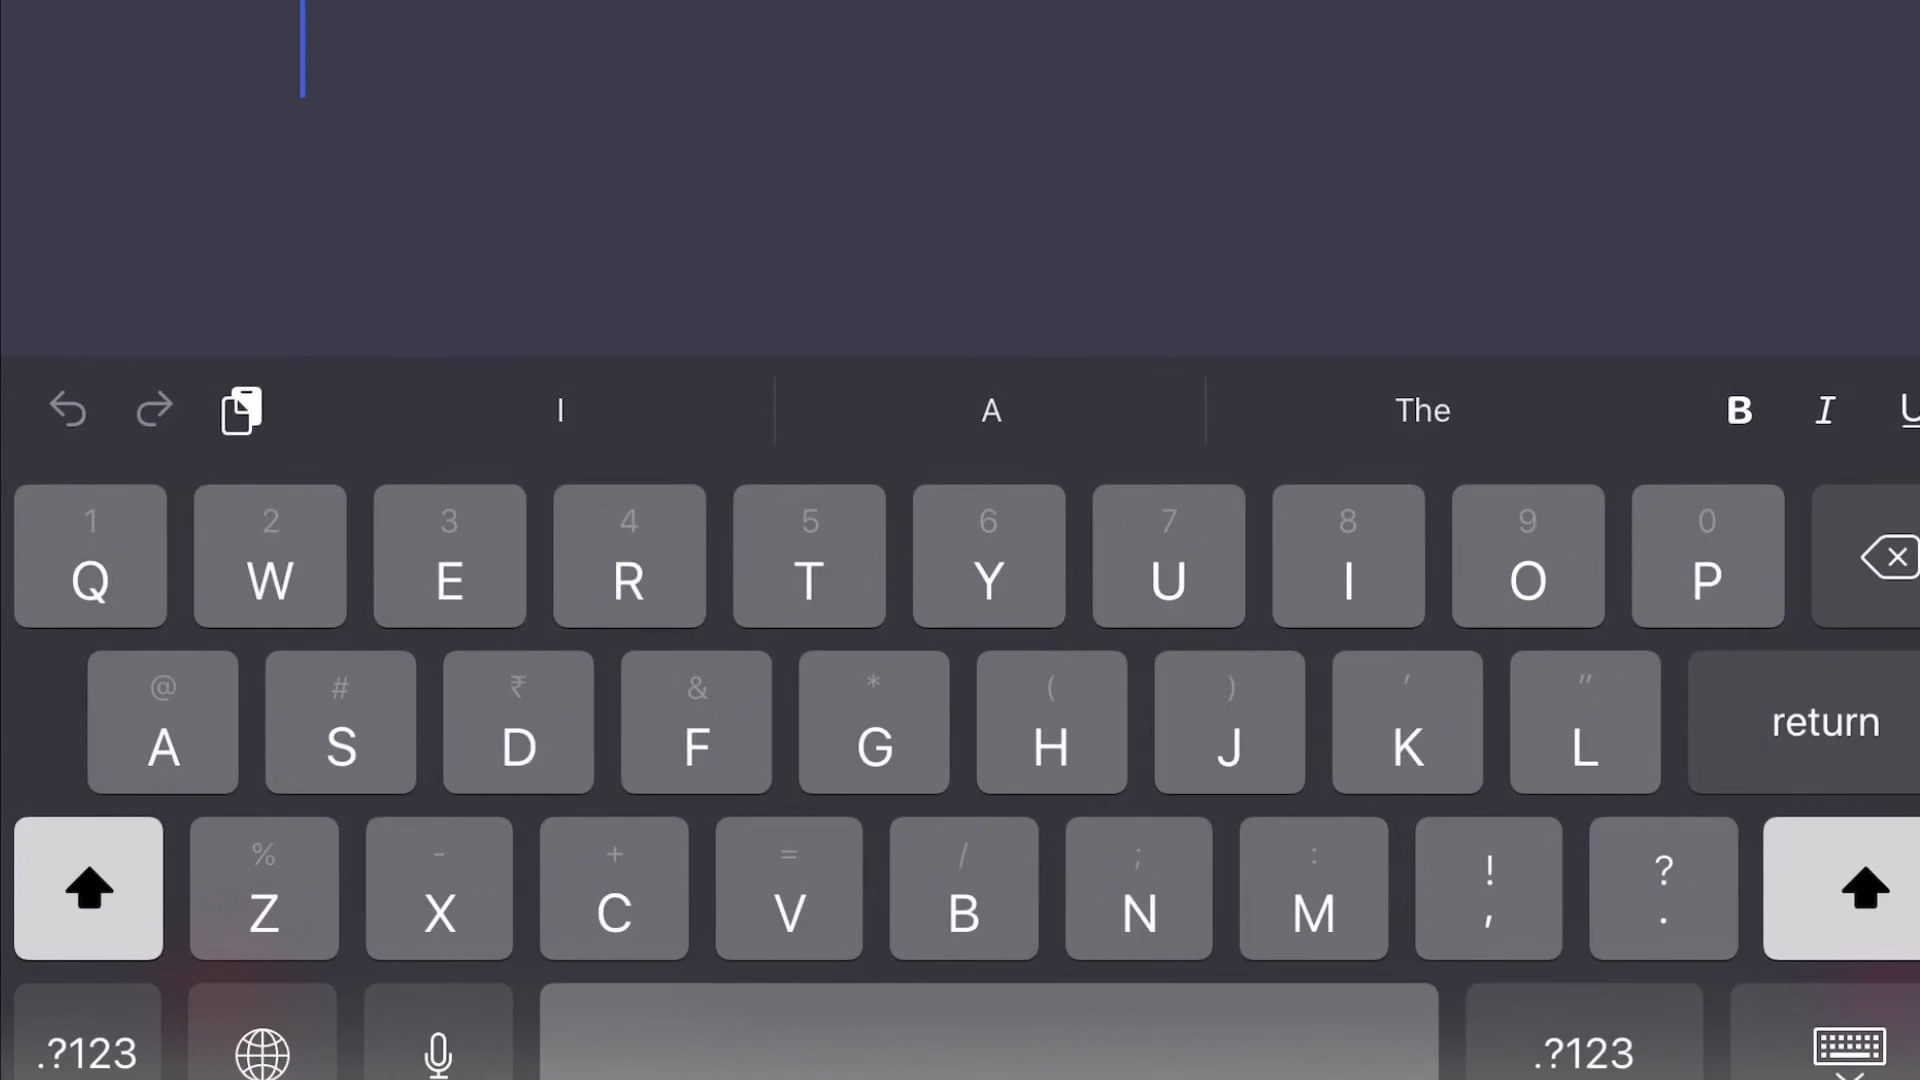 I A The B I U
1 2 3 4 5 6 7 8 9 0
Q W E R T Y U I O P
@ # ₹ & * ( ) ' "
A S D F G H J K L return
% - + = / ; : ! ?
Z X C V B N M , .
.?123 .?123